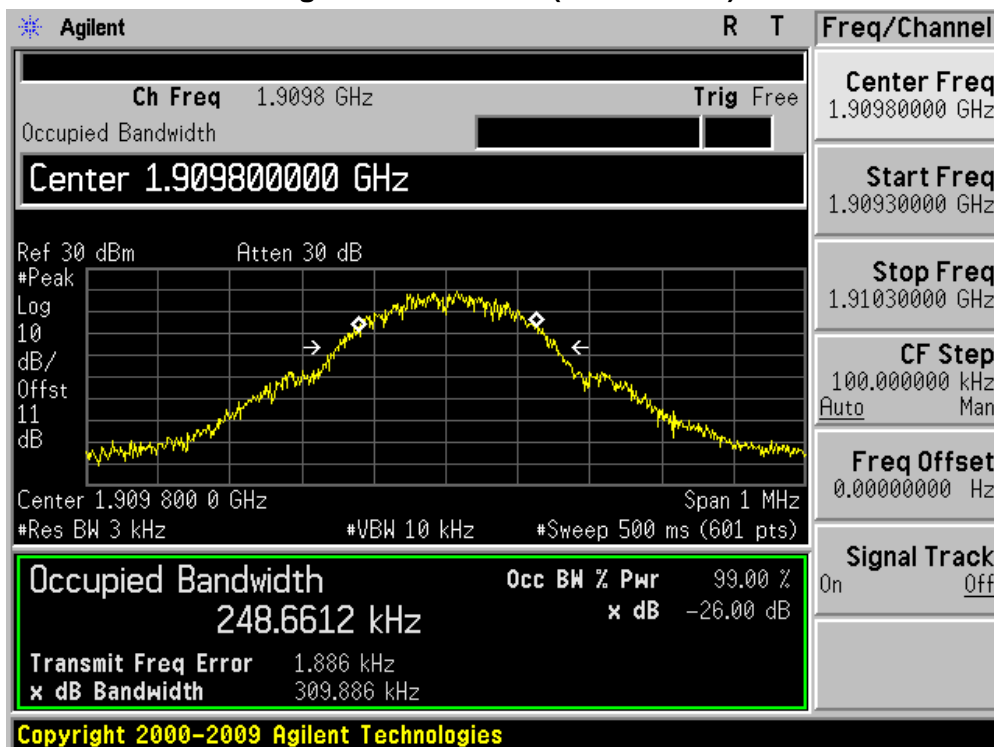 Agilent R T
Freq/Channel
Ch Freq 1.9098 GHz Trig Free
Occupied Bandwidth
Center 1.909800000 GHz
Ref 30 dBm Atten 30 dB
#Peak
Log
10
dB/
Offst
11
dB
Center 1.909 800 0 GHz Span 1 MHz
#Res BW 3 kHz #VBW 10 kHz #Sweep 500 ms (601 pts)
Occupied Bandwidth
248.6612 kHz
Occ BW % Pwr 99.00 %
x dB -26.00 dB
Transmit Freq Error 1.886 kHz
x dB Bandwidth 309.886 kHz
Center Freq
1.90980000 GHz
Start Freq
1.90930000 GHz
Stop Freq
1.91030000 GHz
CF Step
100.000000 kHz
Auto Man
Freq Offset
0.00000000 Hz
Signal Track
On Off
Copyright 2000-2009 Agilent Technologies